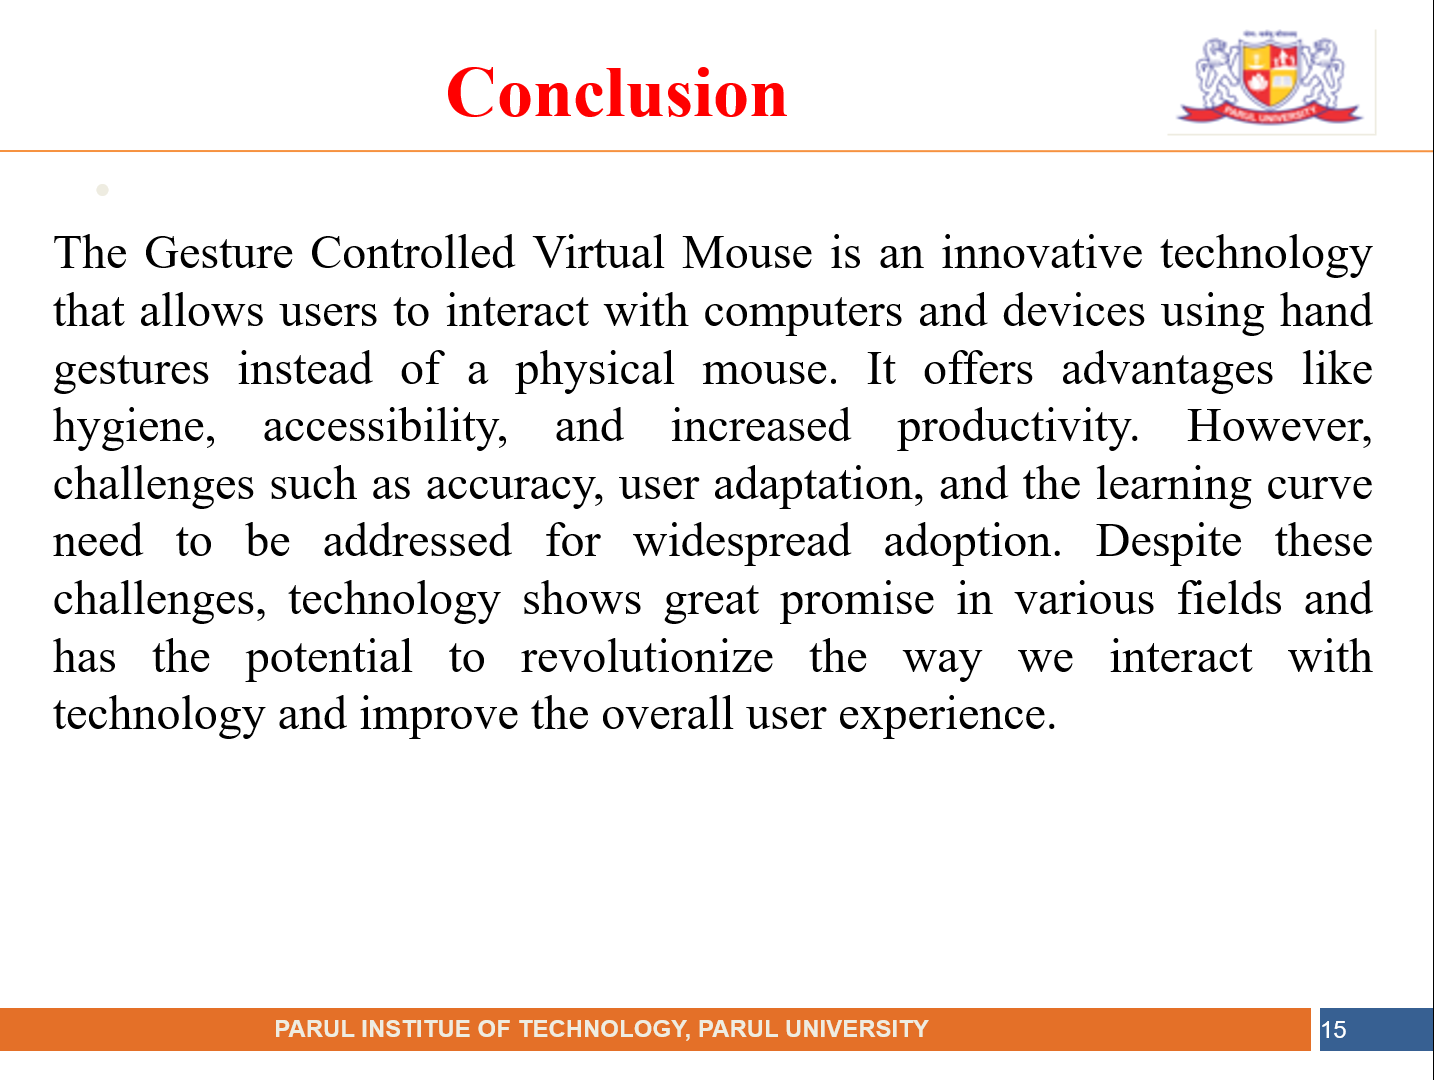 Conclusion
PARUL UNIVERSITY
The Gesture Controlled Virtual Mouse is an innovative technology
that allows users to interact with computers and devices using hand
gestures instead of a physical mouse. It offers advantages like
hygiene, accessibility, and increased productivity. However,
challenges such as accuracy, user adaptation, and the learning curve
need to be addressed for widespread adoption. Despite these
challenges, technology shows great promise in various fields and
has the potential to revolutionize the way we interact with
technology and improve the overall user experience.
PARUL INSTITUE OF TECHNOLOGY, PARUL UNIVERSITY
15